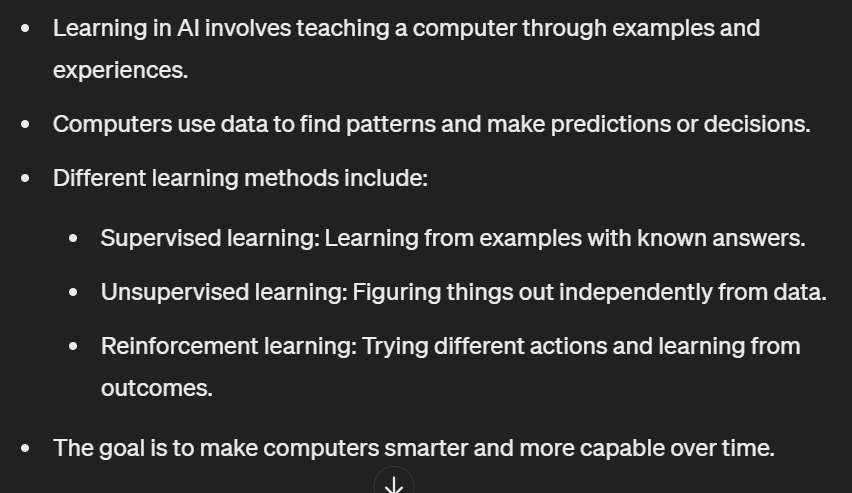 • Learning in AI involves teaching a computer through examples and
experiences.
• Computers use data to find patterns and make predictions or decisions.
• Different learning methods include:
• Supervised learning: Learning from examples with known answers.
• Unsupervised learning: Figuring things out independently from data.
• Reinforcement learning: Trying different actions and learning from
outcomes.
• The goal is to make computers smarter and more capable over time.